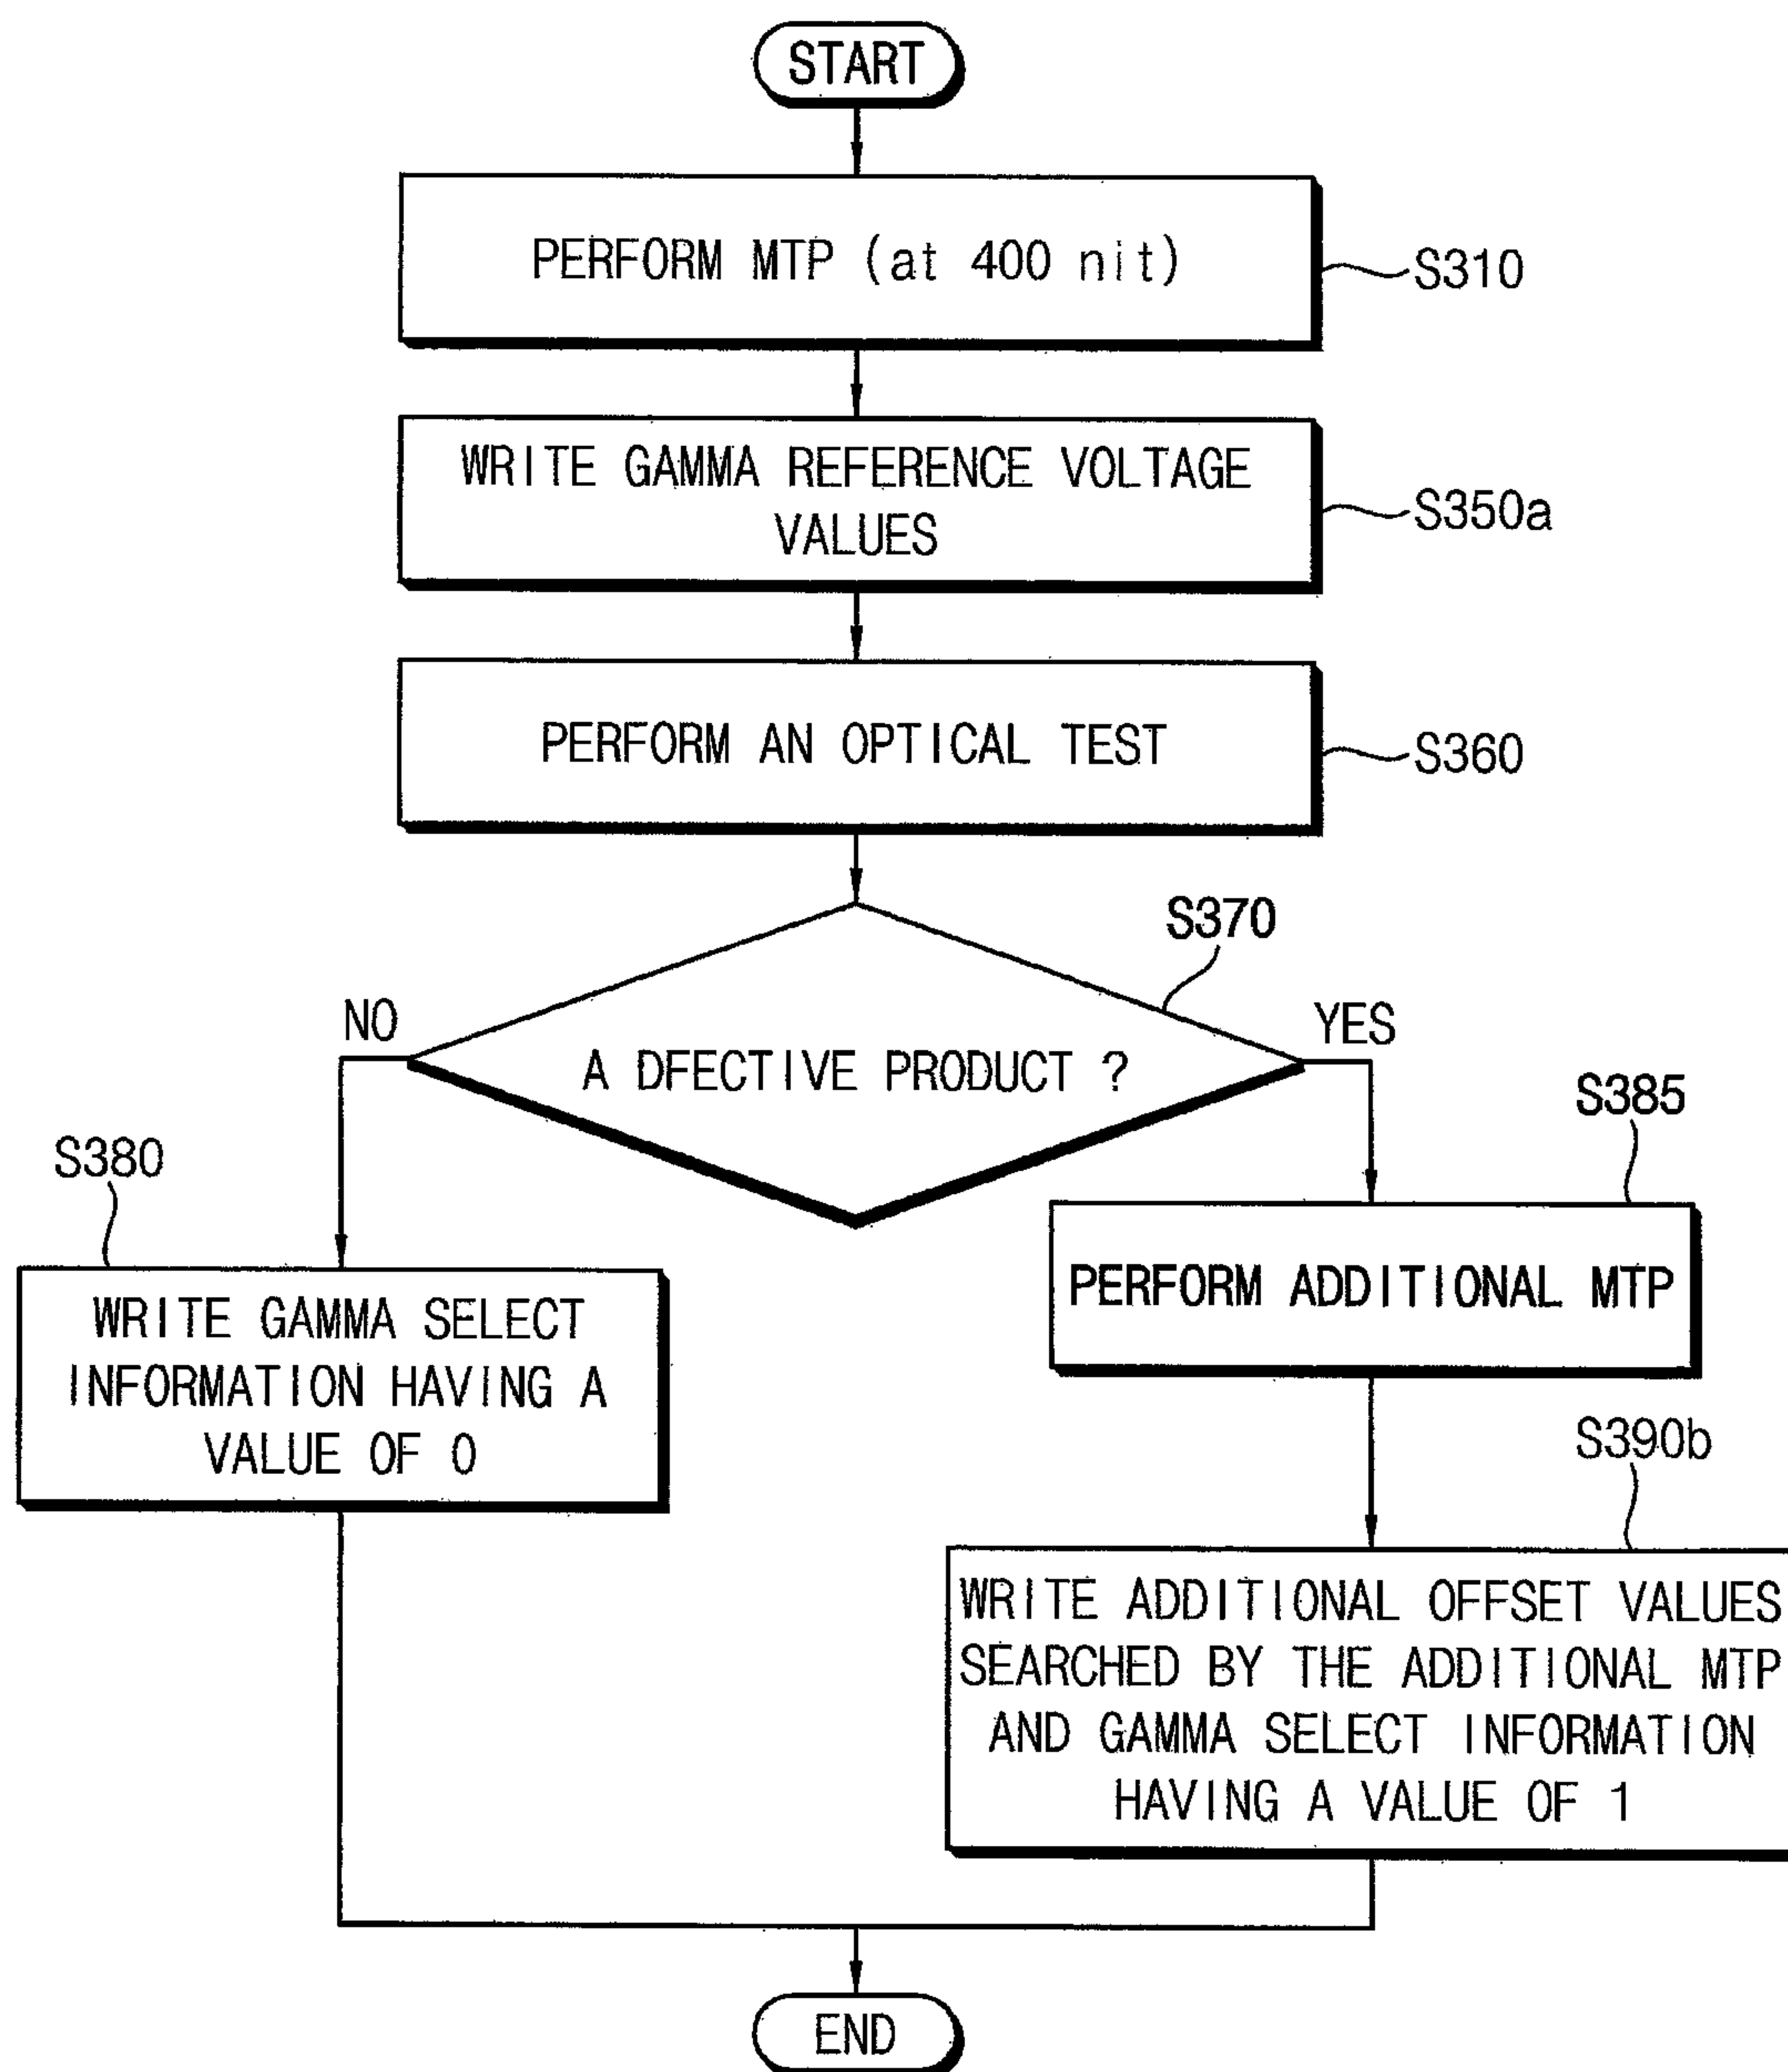 START
PERFORM MTP (at 400 nit)
S310
WRITE GAMMA REFERENCE VOLTAGE
VALUES
S350a
PERFORM AN OPTICAL TEST
S360
S370
NO
YES
A DFECTIVE PRODUCT ?
S385
S380
PERFORM ADDITIONAL MTP
WRITE GAMMA SELECT
INFORMATION HAVING A
VALUE OF 0
S390b
WRITE ADDITIONAL OFFSET VALUES
SEARCHED BY THE ADDITIONAL MTP
AND GAMMA SELECT INFORMATION
HAVING A VALUE OF 1
END